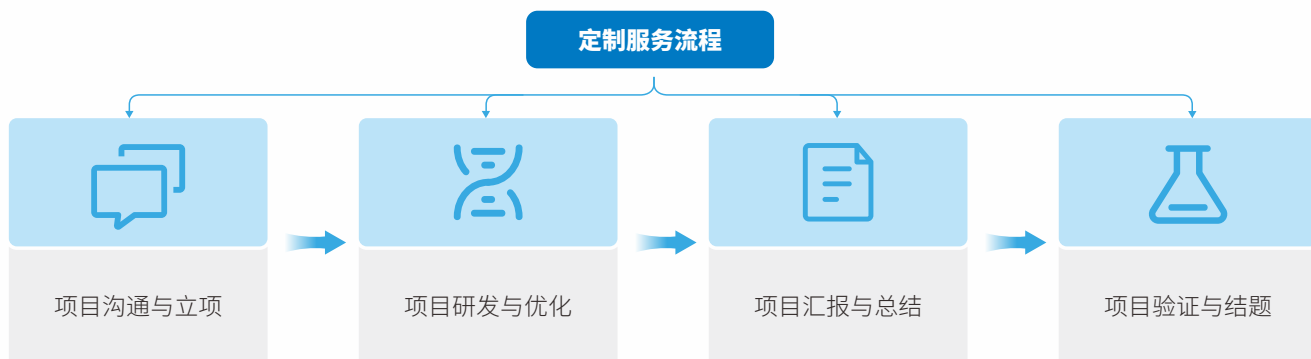 定制服务流程
项目沟通与立项
项目研发与优化
项目汇报与总结
项目验证与结题